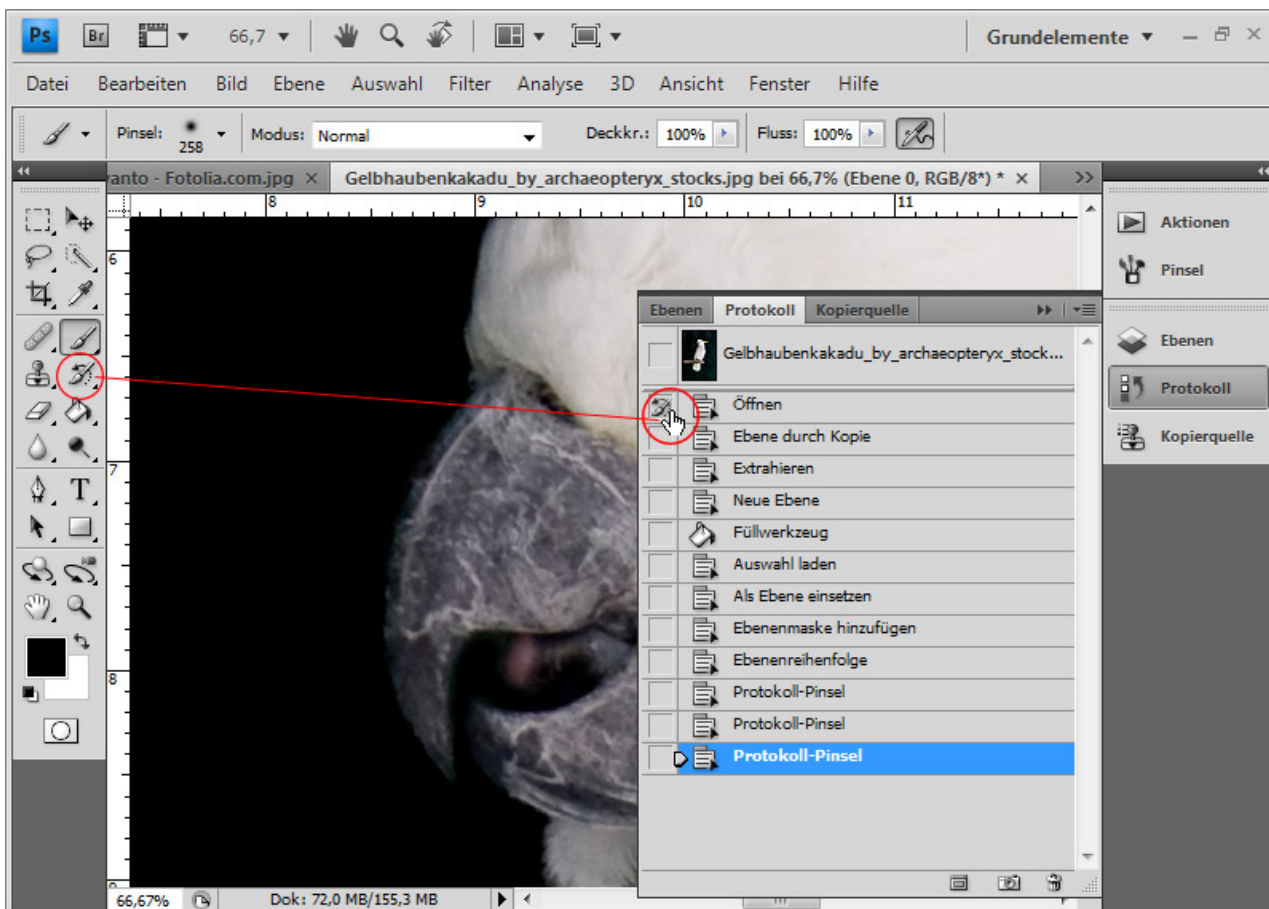 Ps Br 66,7 Grundelemente
Datei Bearbeiten Bild Ebene Auswahl Filter Analyse 3D Ansicht Fenster Hilfe
Pinsel: 258 Modus: Normal Deckkr.: 100% Fluss: 100%
vanto - Fotolia.com.jpg × Gelbhaubenkakadu_by_archaeopteryx_stocks.jpg bei 66,7% (Ebene 0, RGB/8*) * ×
8 9 10 11
6
7
8
9
T
Ebenen Protokoll Kopierquelle
Gelbhaubenkakadu_by_archaeopteryx_stock...
Öffnen
Ebene durch Kopie
Extrahieren
Neue Ebene
Füllwerkzeug
Auswahl laden
Als Ebene einsetzen
Ebenenmaske hinzufügen
Ebenenreihenfolge
Protokoll-Pinsel
Protokoll-Pinsel
Protokoll-Pinsel
Aktionen
Pinsel
Ebenen
Protokoll
Kopierquelle
66,67% Dok: 72,0 MB/155,3 MB